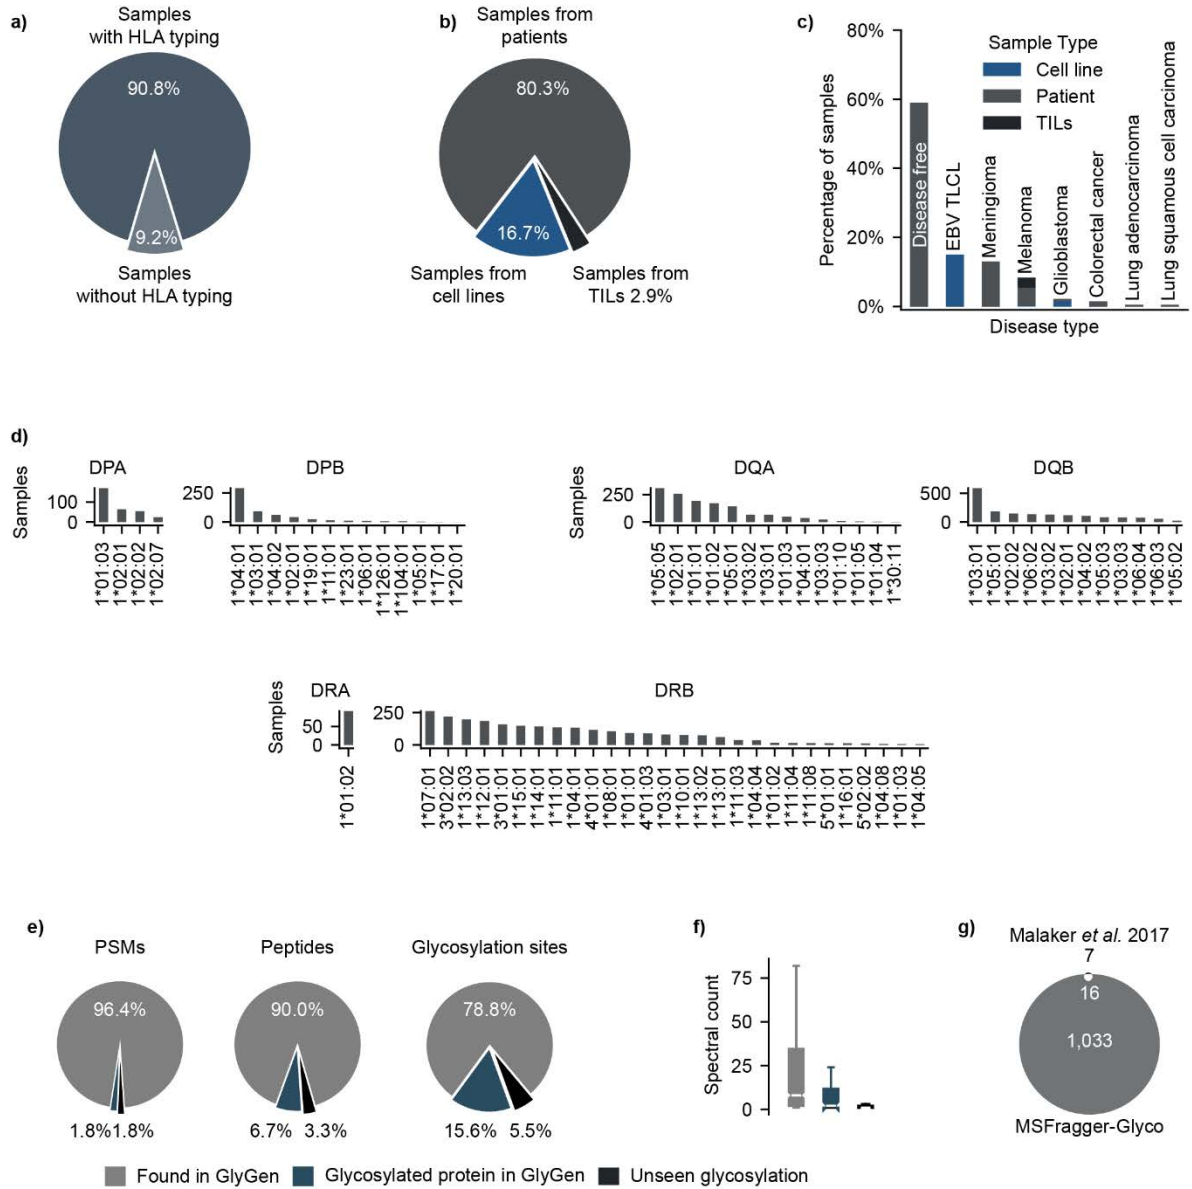 a)
Samples
with HLA typing
90.8%
9.2%
Samples
without HLA typing
b)
Samples from
patients
80.3%
16.7%
Samples from
cell lines
Samples from
TILs 2.9%
c)
Percentage of samples
80%
60%
40%
20%
0%
Sample Type
Cell line
Patient
TILs
Disease free
EBV TLCL
Meningioma
Melanoma
Glioblastoma
Colorectal cancer
Lung adenocarcinoma
Lung squamous cell carcinoma
Disease type
d)
DPA
Samples
100
0
1*01:03
1*02:01
1*02:02
1*02:07
DPB
250
0
1*04:01
1*03:01
1*04:02
1*02:01
1*19:01
1*11:01
1*23:01
1*06:01
1*126:01
1*104:01
1*05:01
1*17:01
1*20:01
DQA
Samples
250
0
1*05:05
1*02:01
1*01:01
1*01:02
1*05:01
1*03:02
1*03:01
1*01:03
1*04:01
1*03:03
1*01:10
1*01:05
1*01:04
1*30:11
DQB
500
0
1*03:01
1*05:01
1*02:02
1*06:02
1*03:02
1*02:01
1*04:02
1*05:03
1*03:03
1*06:04
1*06:03
1*05:02
DRA
Samples
50
0
1*01:02
DRB
250
0
1*07:01
3*02:02
1*13:03
1*12:01
3*01:01
1*15:01
1*14:01
1*11:01
1*04:01
4*01:01
1*08:01
1*01:01
4*01:03
1*03:01
1*10:01
1*13:02
1*13:01
1*11:03
1*04:04
1*01:02
1*11:04
1*11:08
5*01:01
1*16:01
5*02:02
1*04:08
1*01:03
1*04:05
e)
PSMs
96.4%
1.8%
1.8%
Peptides
90.0%
6.7%
3.3%
Glycosylation sites
78.8%
15.6%
5.5%
Found in GlyGen
Glycosylated protein in GlyGen
Unseen glycosylation
f)
Spectral count
75
50
25
0
g)
Malaker et al. 2017
7
16
1,033
MSFragger-Glyco